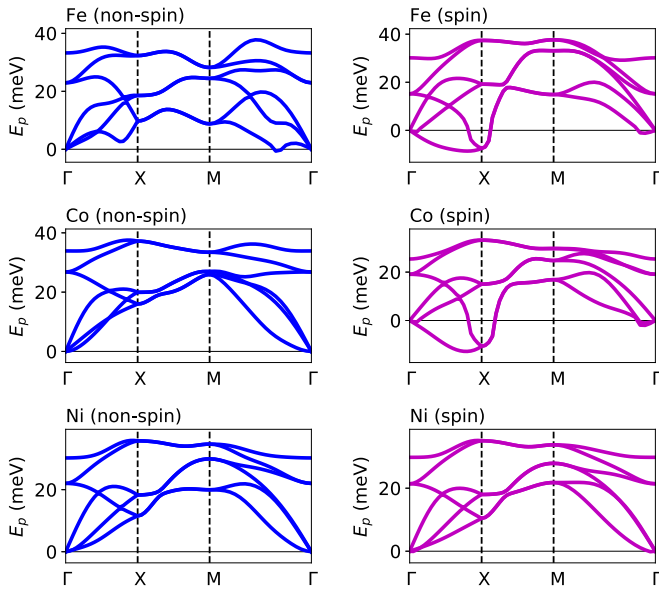 Fe (non-spin)
40
20
0
E_p (meV)
Γ X M Γ
Fe (spin)
40
20
0
E_p (meV)
Γ X M Γ
Co (non-spin)
40
20
0
E_p (meV)
Γ X M Γ
Co (spin)
20
0
E_p (meV)
Γ X M Γ
Ni (non-spin)
20
0
E_p (meV)
Γ X M Γ
Ni (spin)
20
0
E_p (meV)
Γ X M Γ